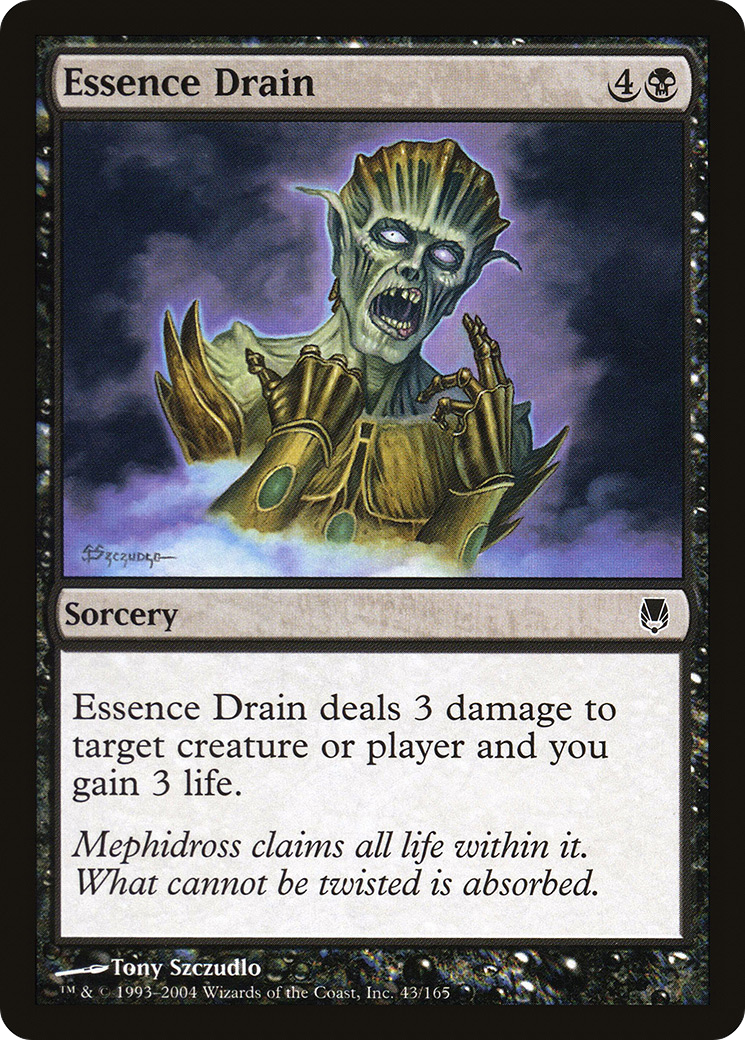 Essence Drain 4
SZCZUDLO
Sorcery
Essence Drain deals 3 damage to
target creature or player and you
gain 3 life.
Mephidross claims all life within it.
What cannot be twisted is absorbed.
Tony Szczudlo
™ & © 1993–2004 Wizards of the Coast, Inc. 43/165